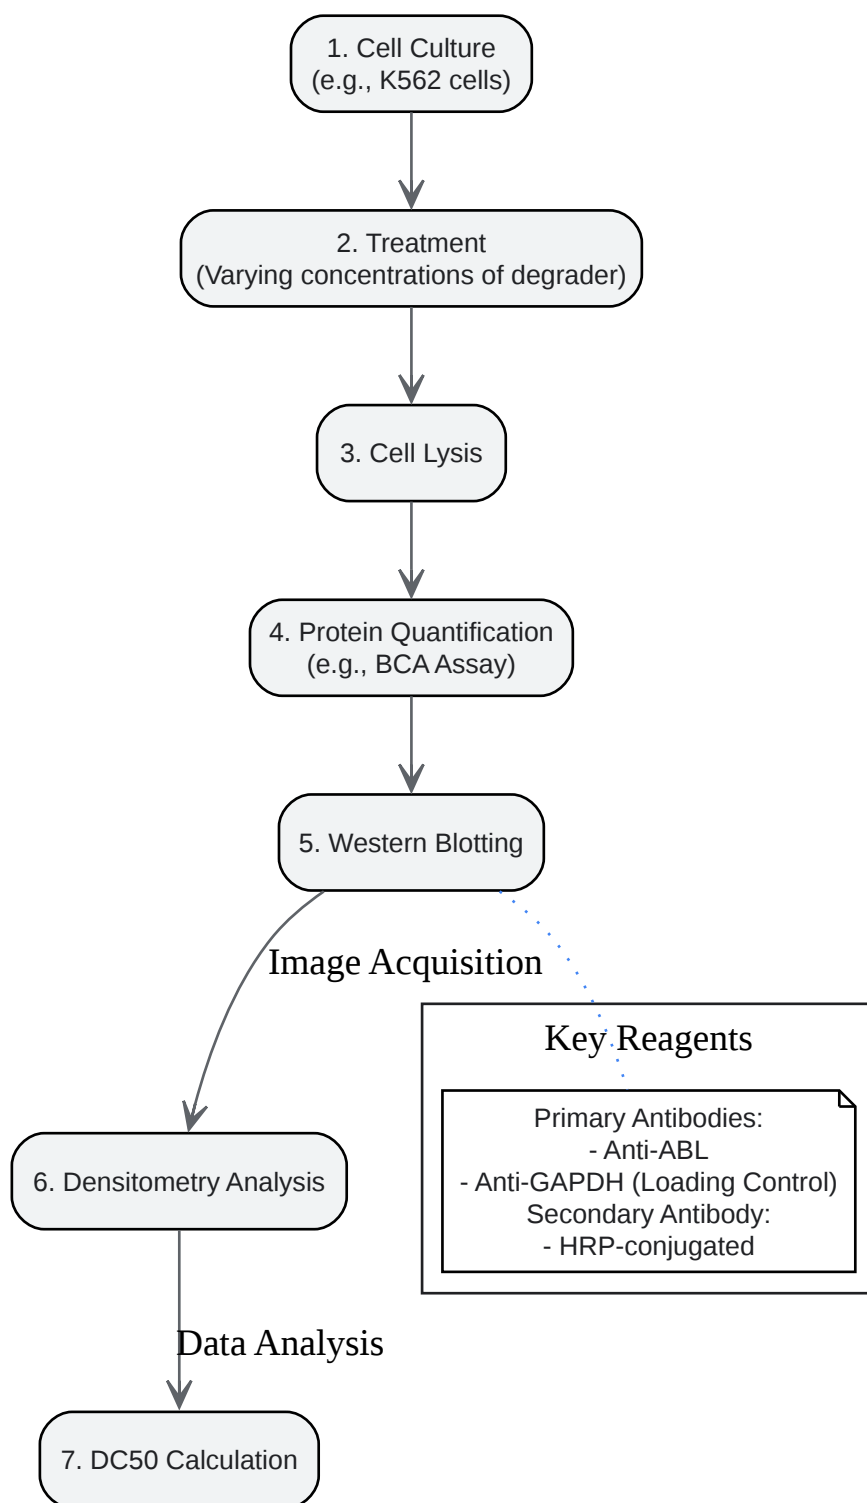 1. Cell Culture
(e.g., K562 cells)
2. Treatment
(Varying concentrations of degrader)
3. Cell Lysis
4. Protein Quantification
(e.g., BCA Assay)
5. Western Blotting
Image Acquisition
Key Reagents
Primary Antibodies:
- Anti-ABL
- Anti-GAPDH (Loading Control)
Secondary Antibody:
- HRP-conjugated
6. Densitometry Analysis
Data Analysis
7. DC50 Calculation